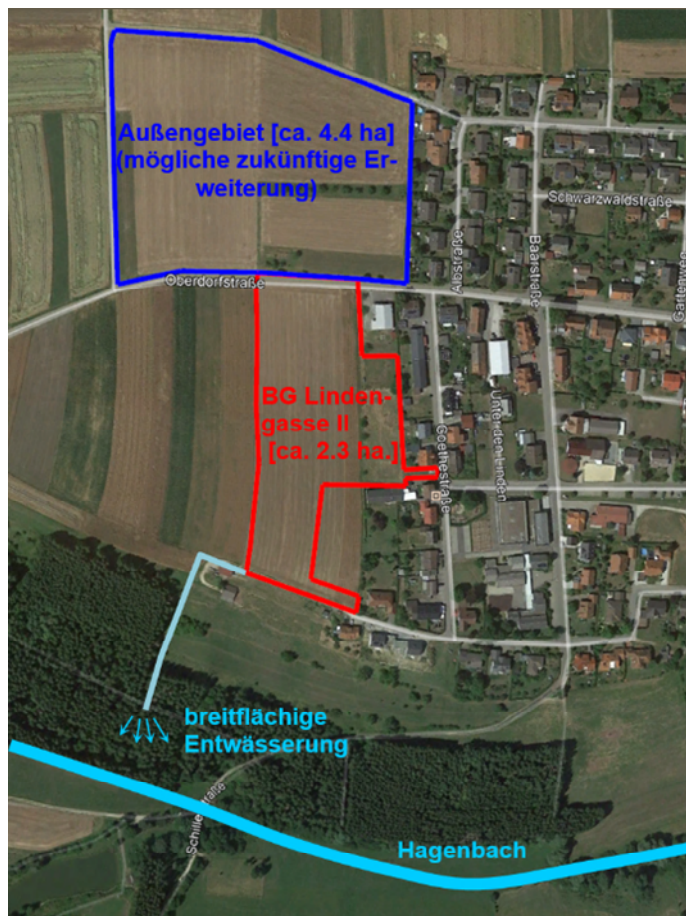 Außengebiet [ca. 4.4 ha]
(mögliche zukünftige Er-
weiterung)
Schwarzwaldstraße
Albstraße
Baarstraße
Gartenweg
Oberdorfstraße
BG Linden-
gasse II
[ca. 2.3 ha.]
Goethestraße
Unter den Linden
breitflächige
Entwässerung
Hagenbach